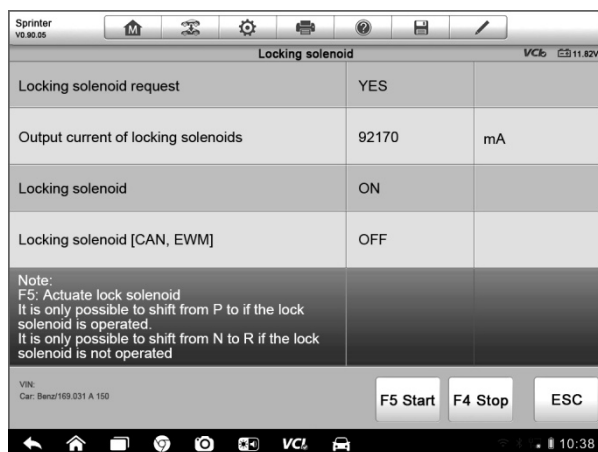 Sprinter
V0.90.05
Locking solenoid
VCI
11.82V
Locking solenoid request YES
Output current of locking solenoids 92170 mA
Locking solenoid ON
Locking solenoid [CAN, EWM] OFF
Note:
F5: Actuate lock solenoid
It is only possible to shift from P to if the lock
solenoid is operated.
It is only possible to shift from N to R if the lock
solenoid is not operated
VIN:
Car: Benz/169.031 A 150
F5 Start F4 Stop ESC
VCI 10:38